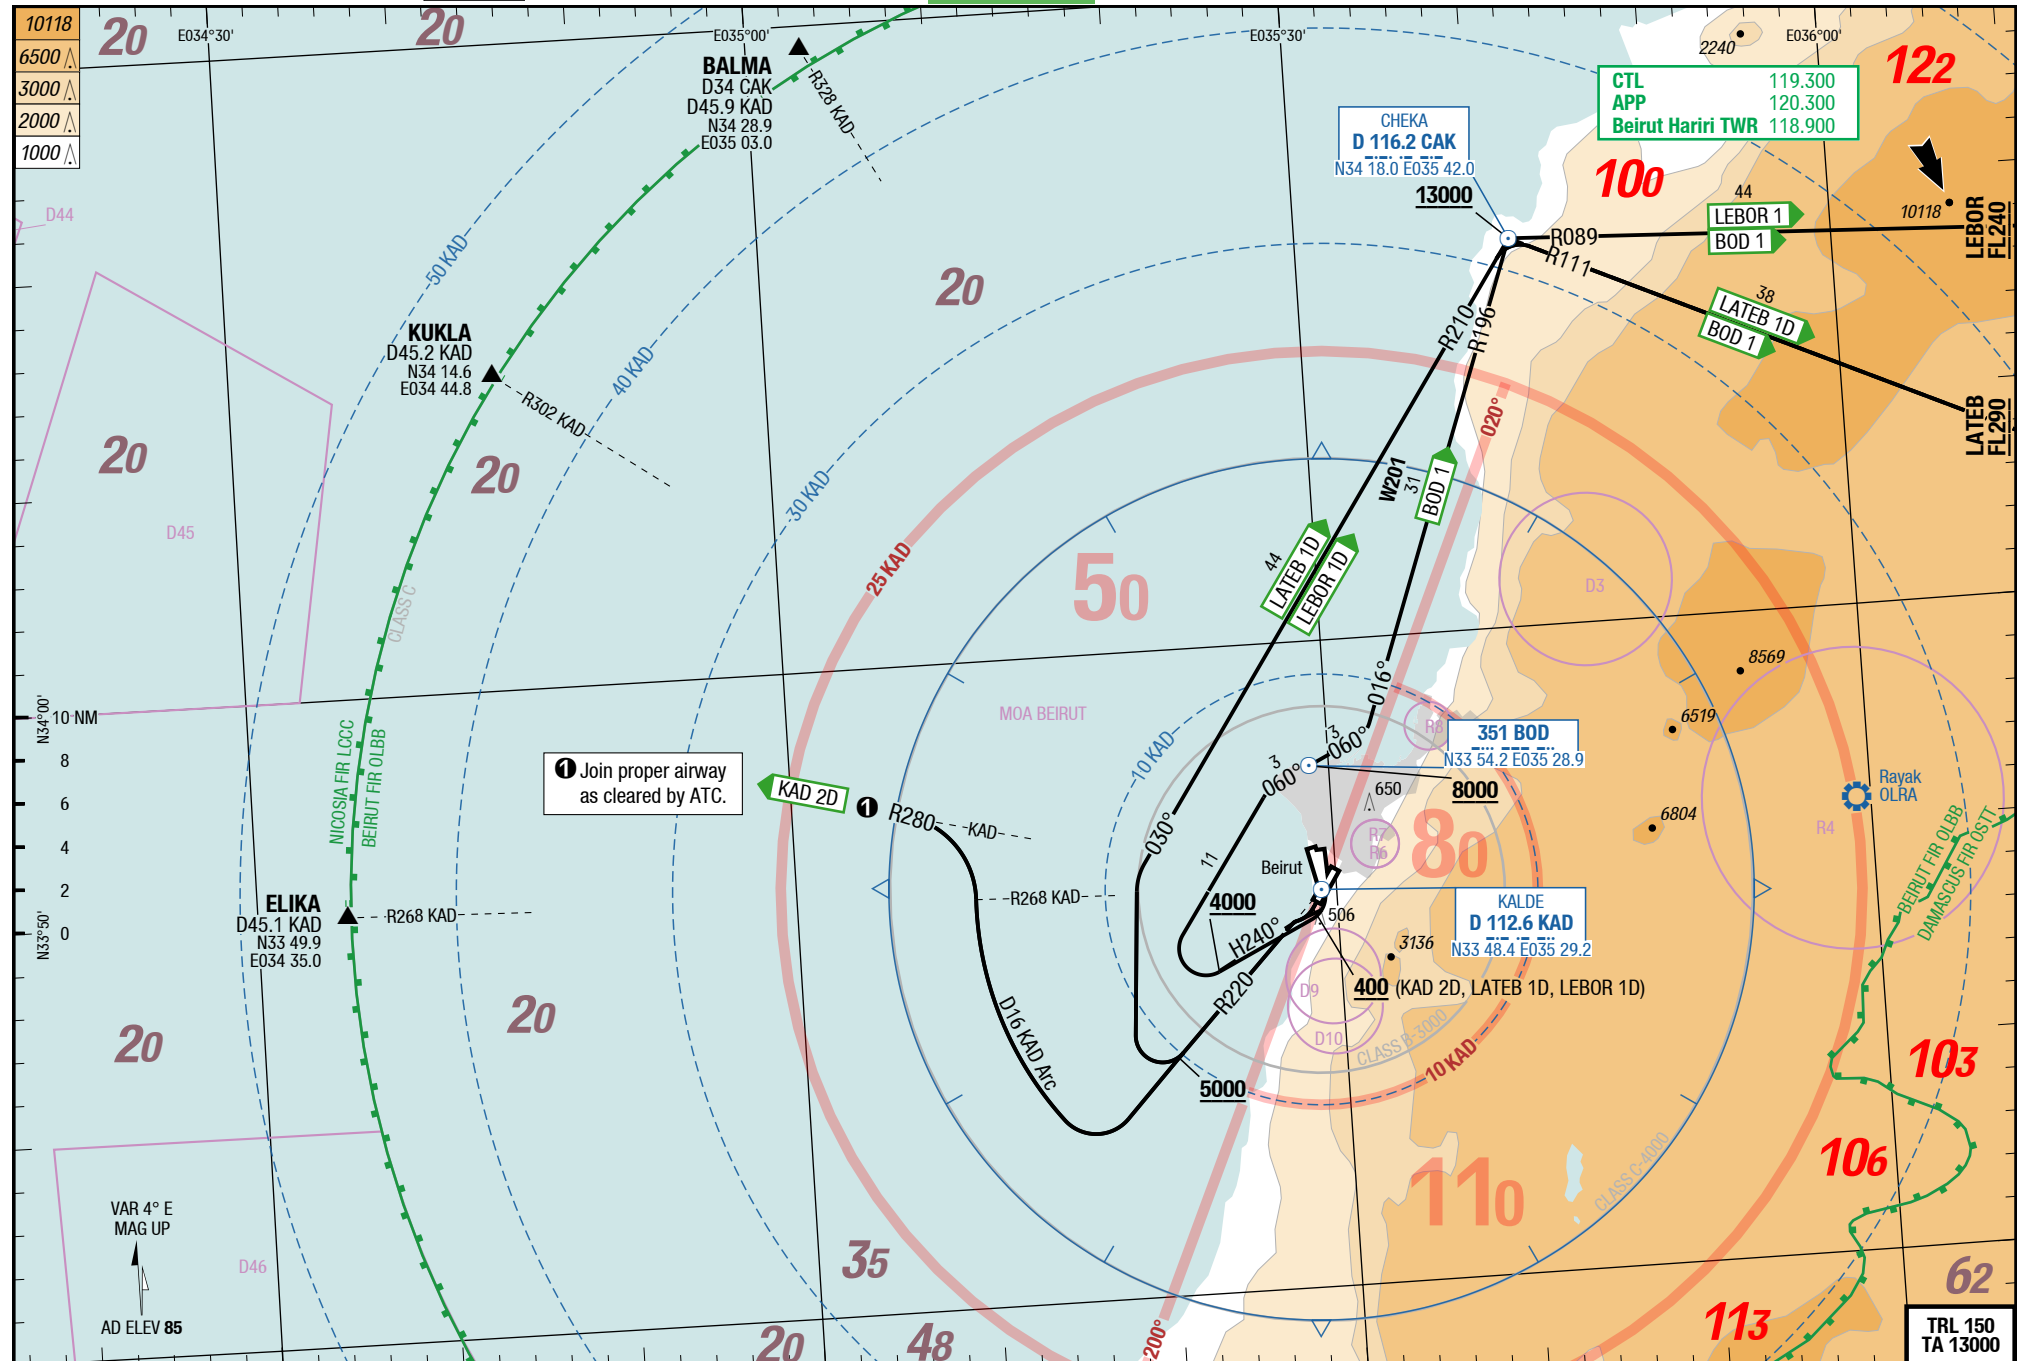 10118
6500
3000
2000
1000
20
20
E034°30'
E035°00'
E035°30'
E036°00'
BALMA
D34 CAK
D45.9 KAD
N34 28.9
E035 03.0
R328 KAD
2240
122
CTL 119.300
APP 120.300
Beirut Hariri TWR 118.900
CHEKA
D 116.2 CAK
N34 18.0 E035 42.0
13000
100
44
LEBOR 1
BOD 1
R089
R111
10118
LEBOR
FL240
38
LATEB 1D
BOD 1
LATEB
FL290
D44
50 KAD
20
KUKLA
D45.2 KAD
N34 14.6
E034 44.8
R302 KAD
40 KAD
R210
R196
020°
20
20
D45
30 KAD
W201
31
BOD 1
25 KAD
50
44
LATEB 1D
LEBOR 1D
CLASS C
D3
8569
6519
6804
016°
N34°00'
10 NM
8
6
4
2
0
N33°50'
MOA BEIRUT
R8
351 BOD
N33 54.2 E035 28.9
8000
3
060°
3
060°
10 KAD
NICOSIA FIR LCCC
BEIRUT FIR OLBB
1 Join proper airway
as cleared by ATC.
KAD 2D
1
R280
KAD
650
R7
R6
80
Rayak
OLRA
R4
BEIRUT FIR OLBB
DAMASCUS FIR OSTT
030°
11
Beirut
R268 KAD
4000
H240°
506
KALDE
D 112.6 KAD
N33 48.4 E035 29.2
ELIKA
D45.1 KAD
N33 49.9
E034 35.0
R268 KAD
3136
R220
D9
D10
400 (KAD 2D, LATEB 1D, LEBOR 1D)
D16 KAD Arc
CLASS B-3000
10 KAD
5000
20
20
103
106
110
CLASS C-4000
VAR 4° E
MAG UP
AD ELEV 85
D46
35
62
113
20
48
200°
TRL 150
TA 13000